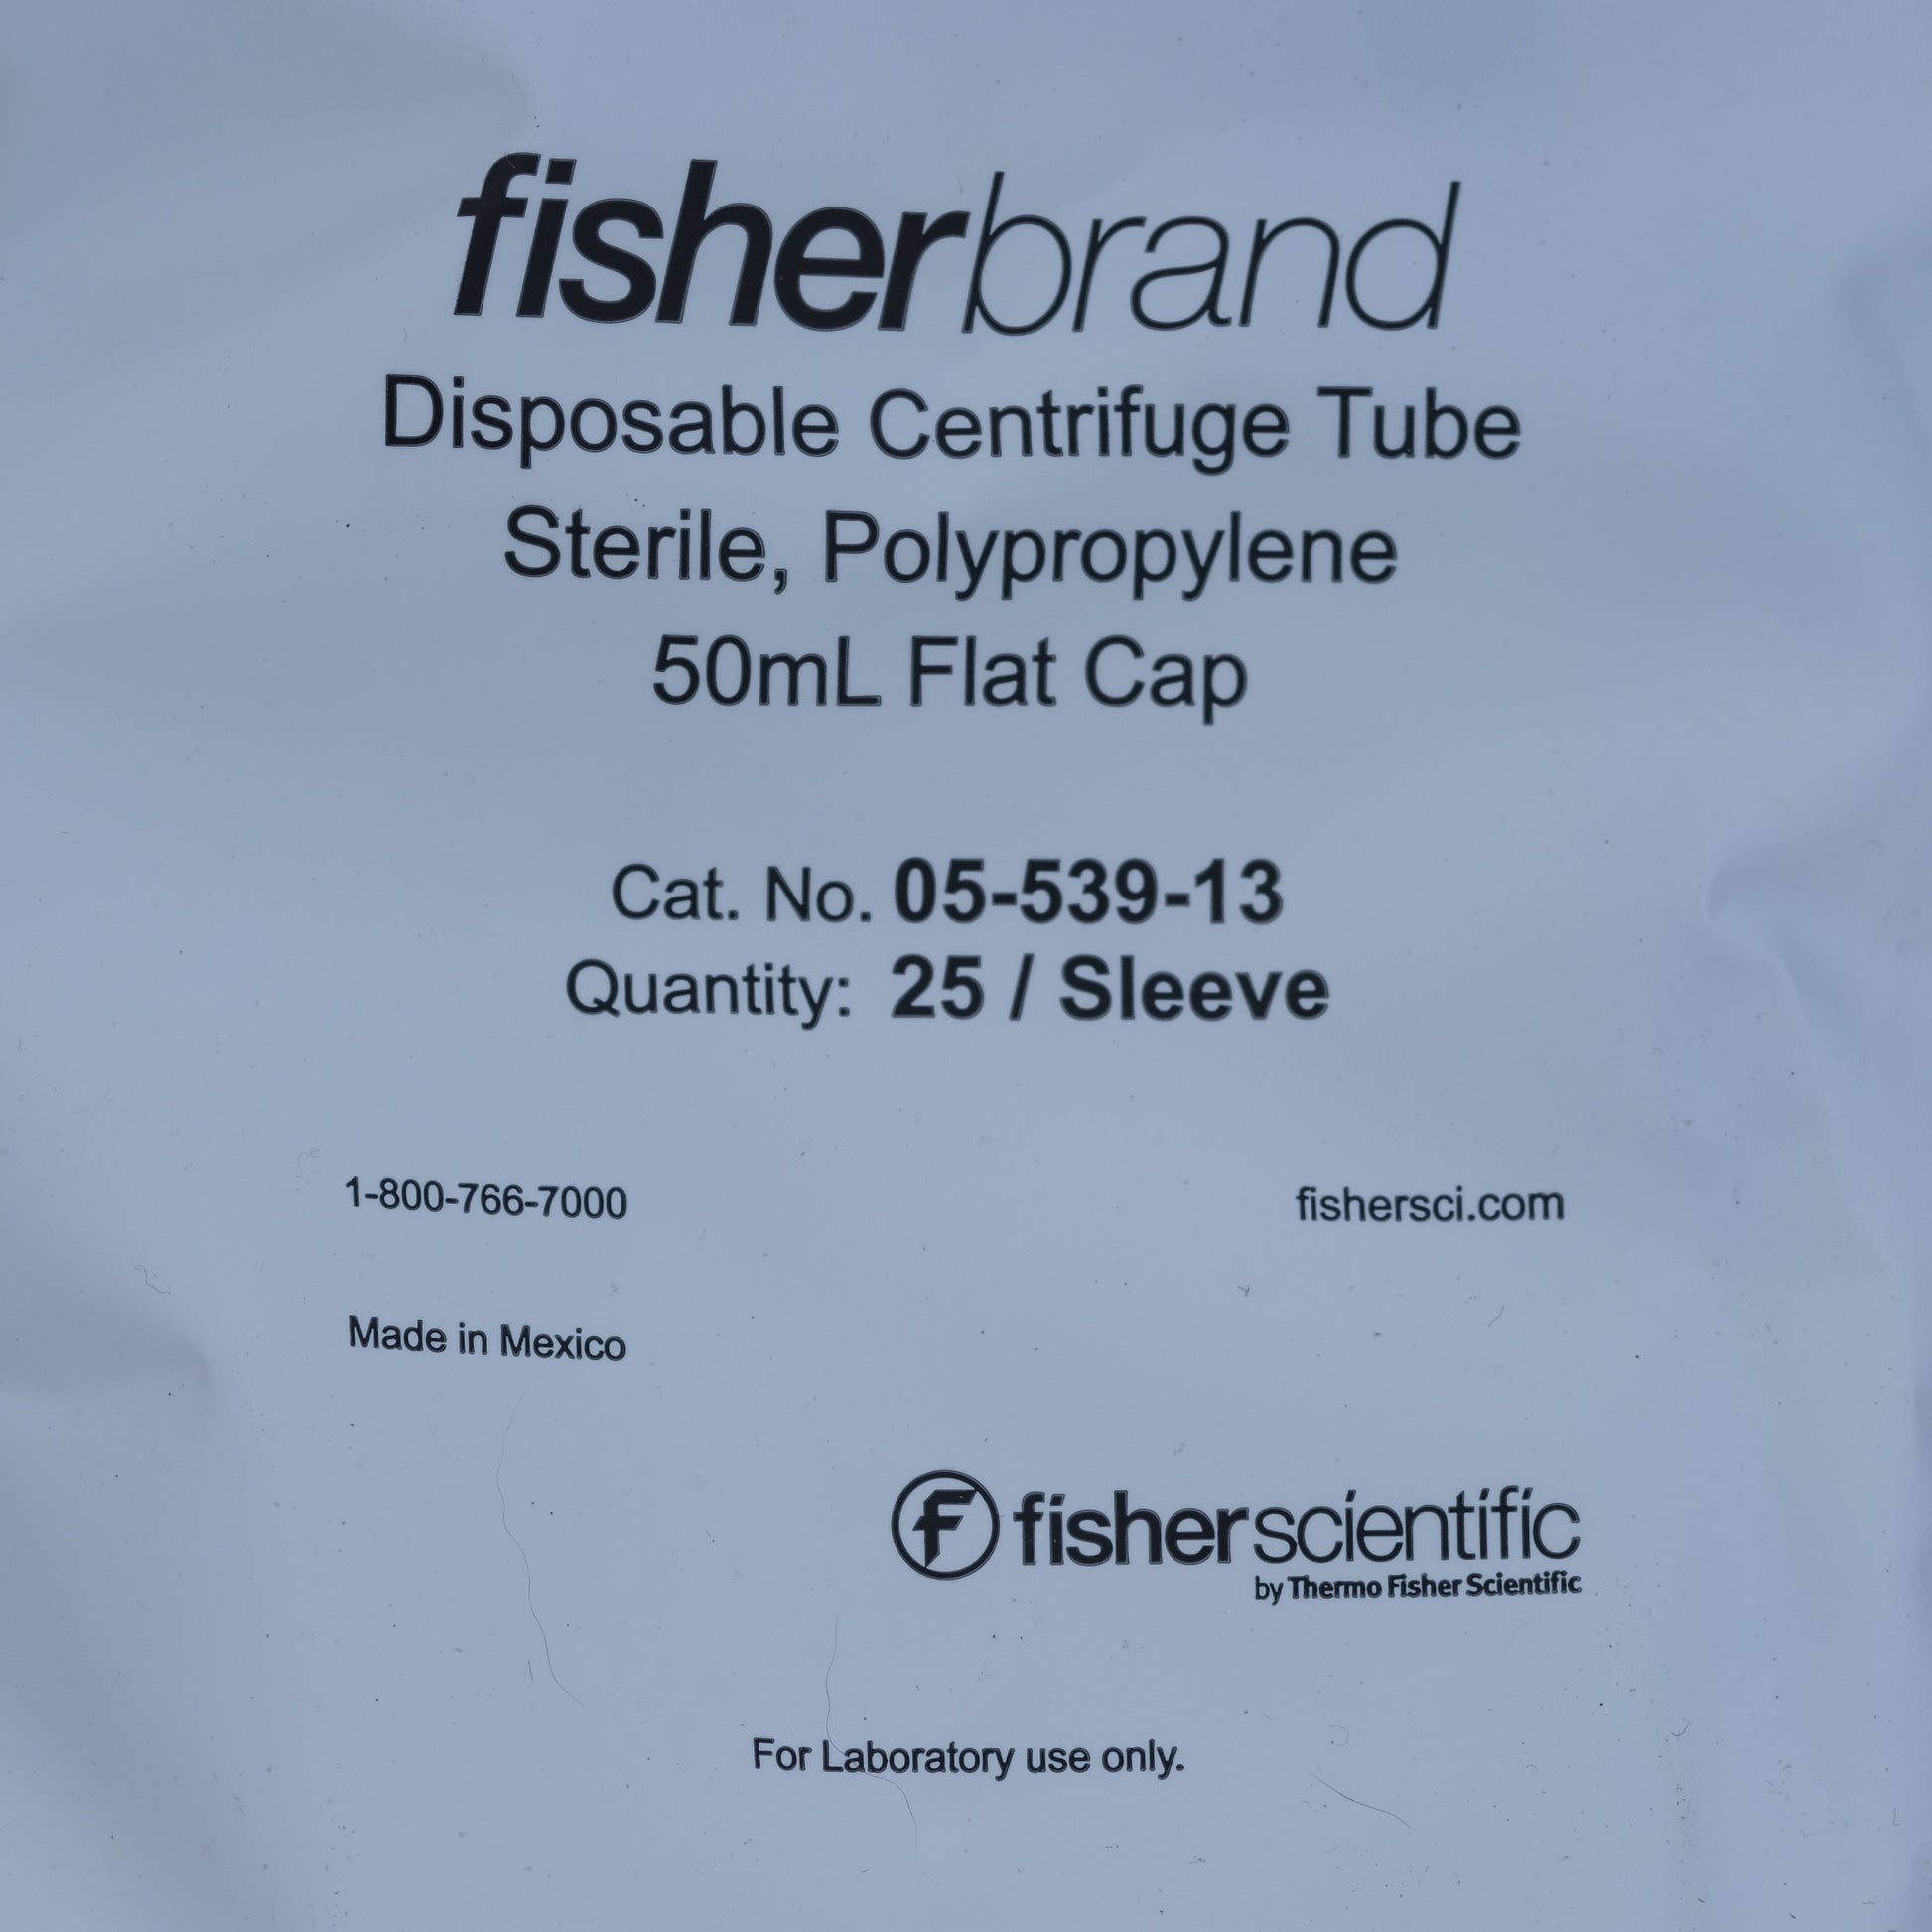 fisherbrand
Disposable Centrifuge Tube
Sterile, Polypropylene
50mL Flat Cap
Cat. No. 05-539-13
Quantity: 25 / Sleeve
1-800-766-7000
fishersci.com
Made in Mexico
F fisherscientific
by Thermo Fisher Scientific
For Laboratory use only.